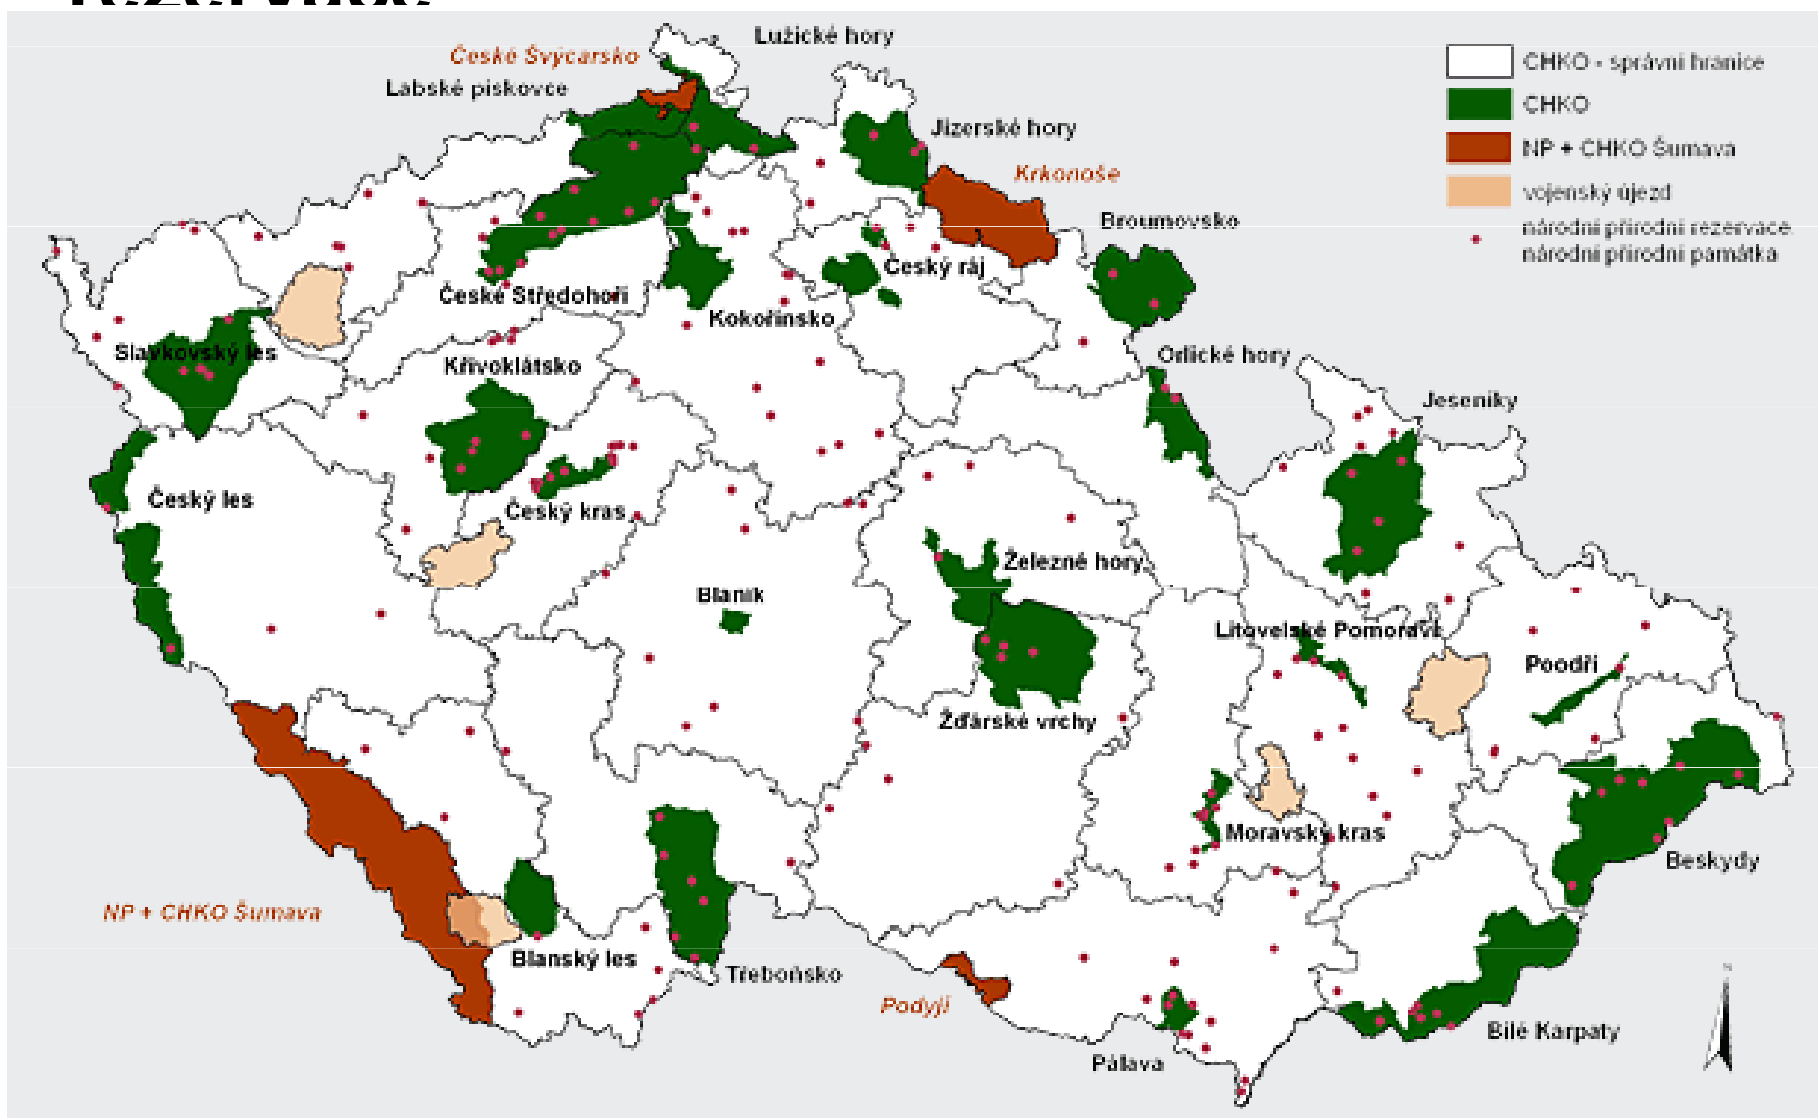 České Švýcarsko
Lužické hory
Labské pískovce
CHKO - správní hranice
CHKO
NP + CHKO Šumava
vojenský újezd
národní přírodní rezervace,
národní přírodní památka
Jizerské hory
Krkonoše
Broumovsko
Český ráj
České Středohoří
Kokořínsko
Slavkovský les
Křivoklátsko
Orlické hory
Jeseníky
Český les
Český kras
Železné hory
Blaník
Litovelské Pomoraví
Poodří
Žďárské vrchy
Moravský kras
Beskydy
NP + CHKO Šumava
Blanský les
Třeboňsko
Podyjí
Bílé Karpaty
Pálava
N